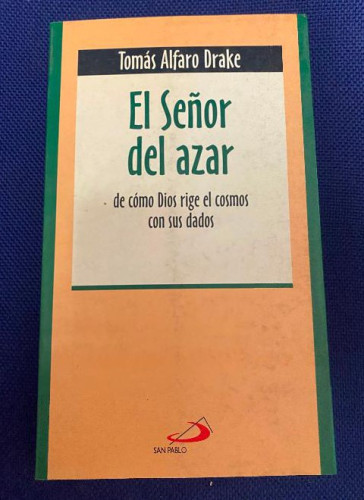 Tomás Alfaro Drake
El Señor
del azar
de cómo Dios rige el cosmos
con sus dados
SAN PABLO